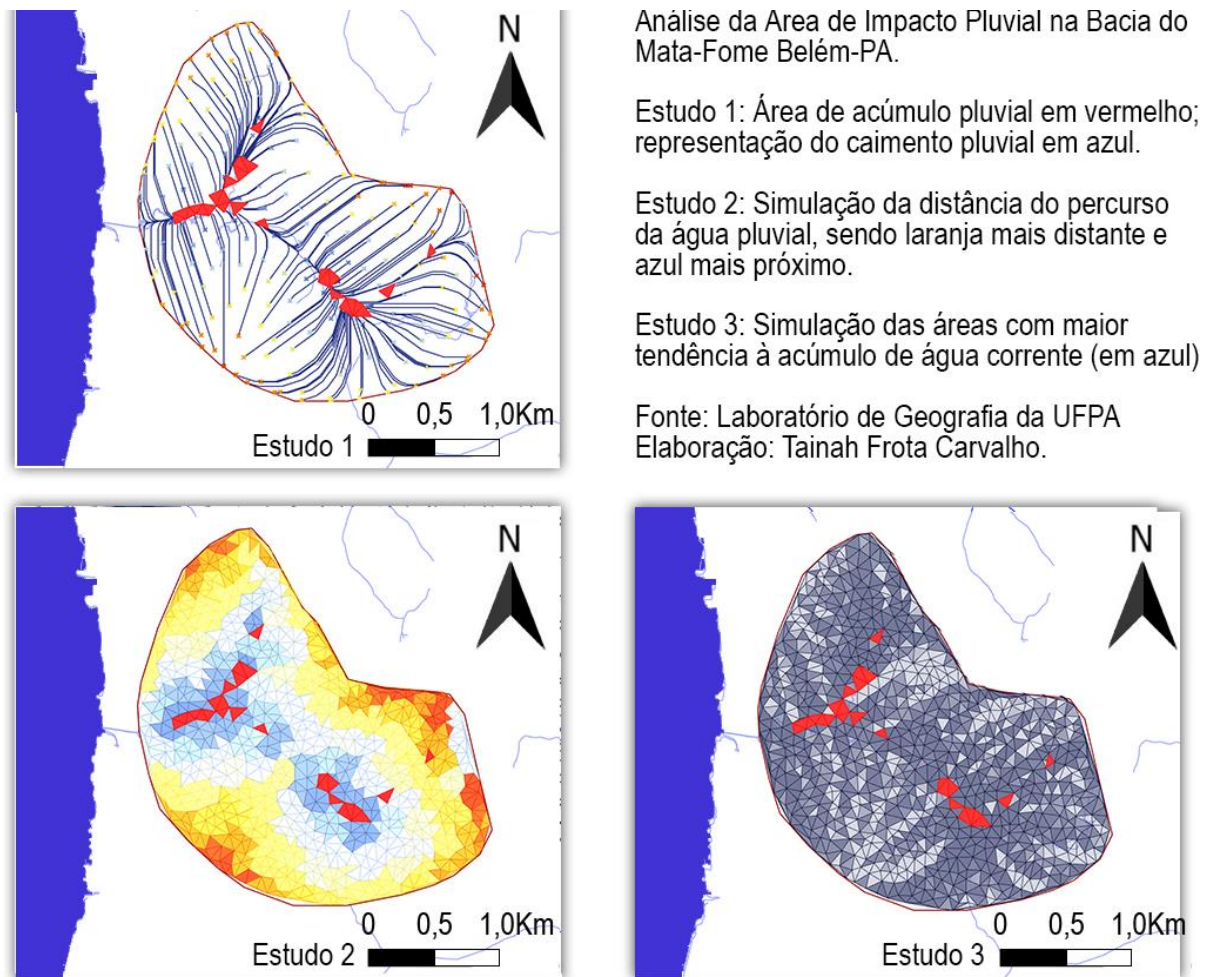 N
0 0,5 1,0Km
Estudo 1
Análise da Área de Impacto Pluvial na Bacia do
Mata-Fome Belém-PA.
Estudo 1: Área de acúmulo pluvial em vermelho;
representação do caimento pluvial em azul.
Estudo 2: Simulação da distância do percurso
da água pluvial, sendo laranja mais distante e
azul mais próximo.
Estudo 3: Simulação das áreas com maior
tendência à acúmulo de água corrente (em azul)
Fonte: Laboratório de Geografia da UFPA
Elaboração: Tainah Frota Carvalho.
N
0 0,5 1,0Km
Estudo 2
N
0 0,5 1,0Km
Estudo 3